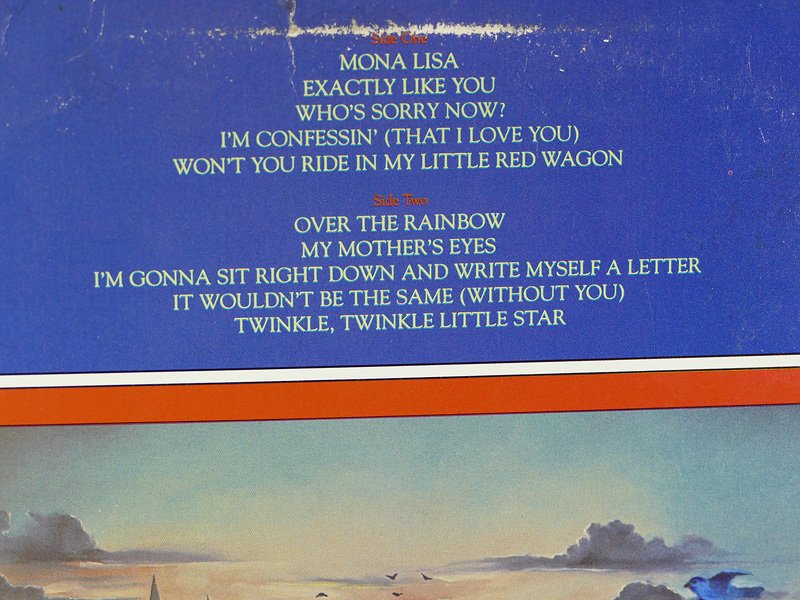 Side One
MONA LISA
EXACTLY LIKE YOU
WHO'S SORRY NOW?
I'M CONFESSIN' (THAT I LOVE YOU)
WON'T YOU RIDE IN MY LITTLE RED WAGON
Side Two
OVER THE RAINBOW
MY MOTHER'S EYES
I'M GONNA SIT RIGHT DOWN AND WRITE MYSELF A LETTER
IT WOULDN'T BE THE SAME (WITHOUT YOU)
TWINKLE, TWINKLE LITTLE STAR